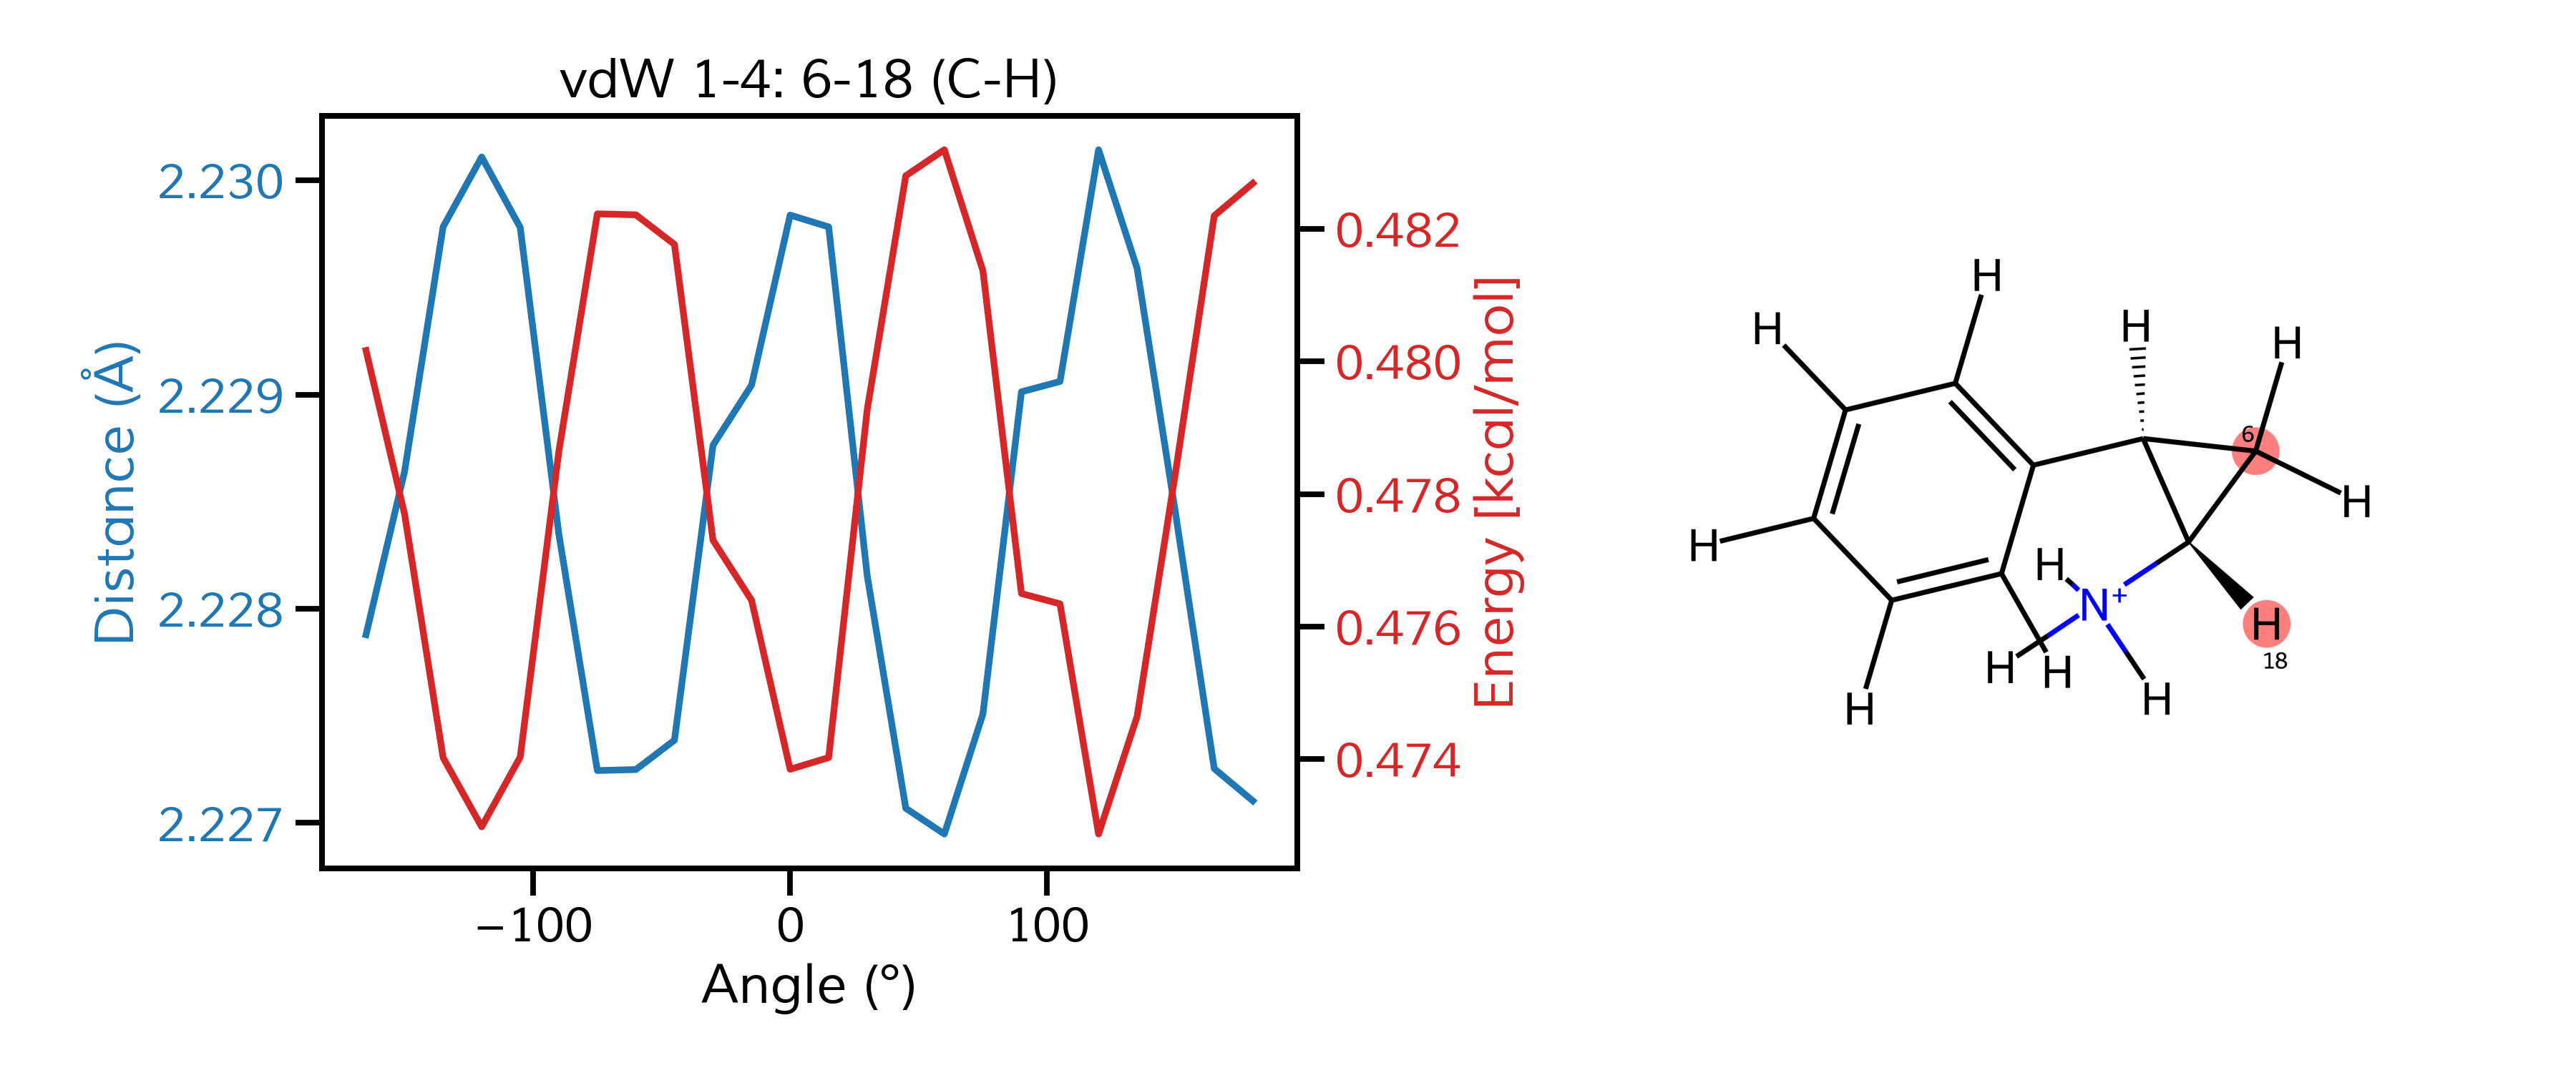 vdW 1-4: 6-18 (C-H)
Distance (Å)
2.230
2.229
2.228
2.227
0.482
0.480
0.478
0.476
0.474
Energy [kcal/mol]
−100
0
100
Angle (°)
H
H
H
H
6
H
H
H
N+
H
18
H
H
H
H